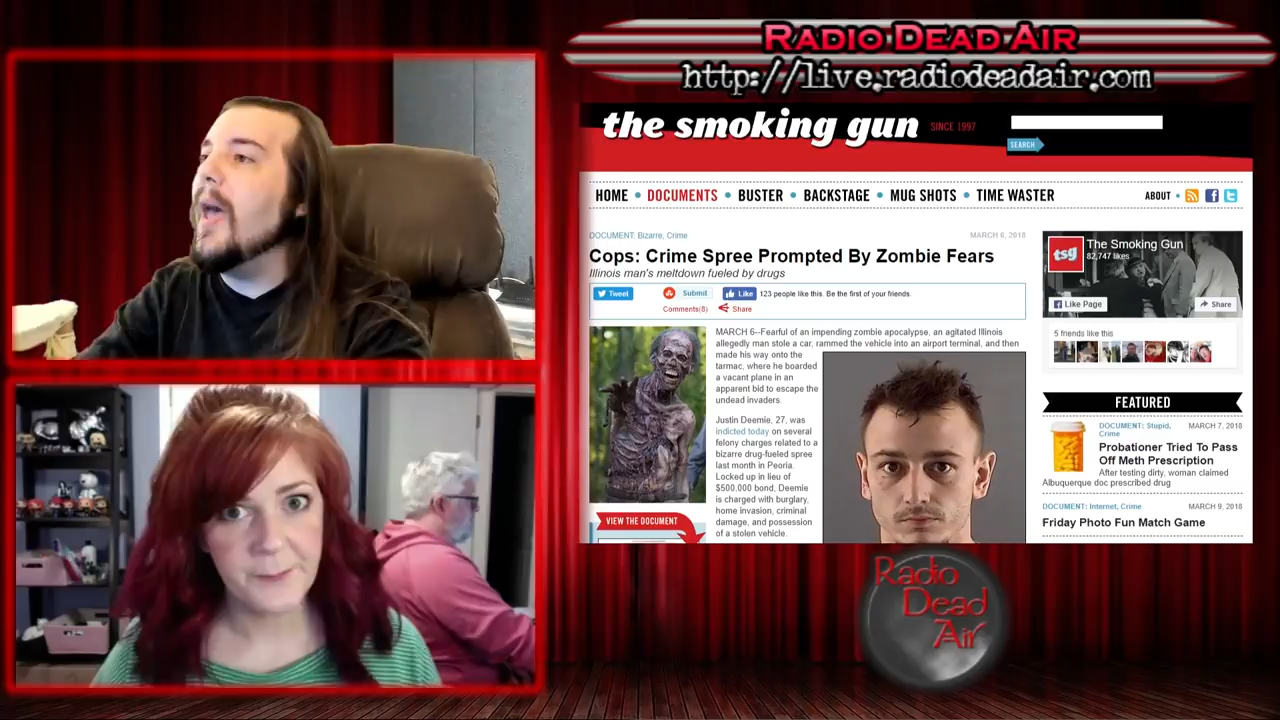 RADIO DEAD AIR
http://live.radiodeadair.com
the smoking gun SINCE 1997
SEARCH
HOME • DOCUMENTS • BUSTER • BACKSTAGE • MUG SHOTS • TIME WASTER
ABOUT •
DOCUMENT: Bizarre, Crime
MARCH 6, 2018
Cops: Crime Spree Prompted By Zombie Fears
Illinois man's meltdown fueled by drugs
Tweet
Submit
Like
123 people like this. Be the first of your friends.
Comments(8)
Share
MARCH 6--Fearful of an impending zombie apocalypse, an agitated Illinois
allegedly man stole a car, rammed the vehicle into an airport terminal, and then
made his way onto the
tarmac, where he boarded
a vacant plane in an
apparent bid to escape the
undead invaders.
Justin Deemie, 27, was
indicted today on several
felony charges related to a
bizarre drug-fueled spree
last month in Peoria.
Locked up in lieu of
$500,000 bond, Deemie
is charged with burglary,
home invasion, criminal
damage, and possession
of a stolen vehicle.
VIEW THE DOCUMENT
tsg
The Smoking Gun
82,747 likes
Like Page
Share
5 friends like this
FEATURED
DOCUMENT: Stupid,
Crime
MARCH 7, 2018
Probationer Tried To Pass
Off Meth Prescription
After testing dirty, woman claimed
Albuquerque doc prescribed drug
DOCUMENT: Internet, Crime
MARCH 9, 2018
Friday Photo Fun Match Game
Radio
Dead
Air